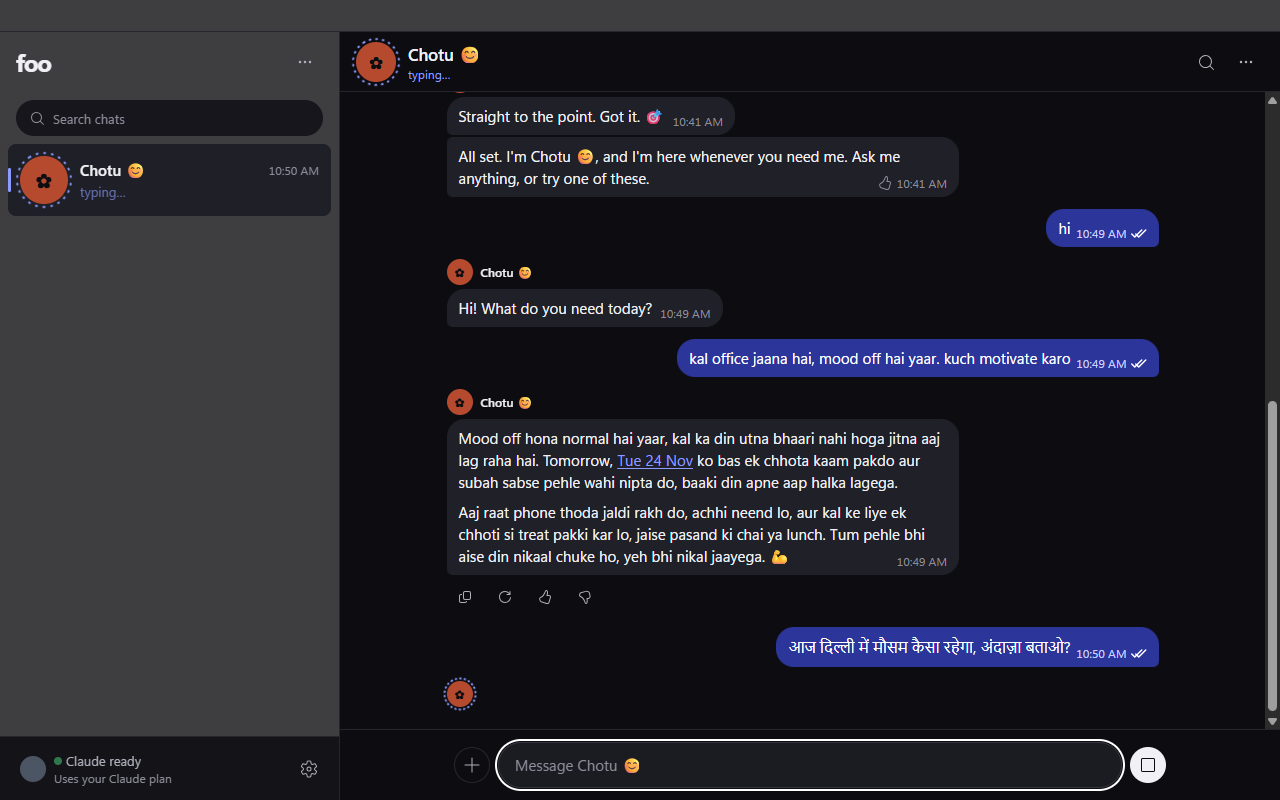 foo
Search chats
Chotu 😊
10:50 AM
typing...
Claude ready
Uses your Claude plan
Chotu 😊
typing...
Straight to the point. Got it. 🎯 10:41 AM
All set. I'm Chotu 😊, and I'm here whenever you need me. Ask me
anything, or try one of these.
10:41 AM
hi 10:49 AM
Chotu 😊
Hi! What do you need today? 10:49 AM
kal office jaana hai, mood off hai yaar. kuch motivate karo 10:49 AM
Chotu 😊
Mood off hona normal hai yaar, kal ka din utna bhaari nahi hoga jitna aaj
lag raha hai. Tomorrow, Tue 24 Nov ko bas ek chhota kaam pakdo aur
subah sabse pehle wahi nipta do, baaki din apne aap halka lagega.
Aaj raat phone thoda jaldi rakh do, achhi neend lo, aur kal ke liye ek
chhoti si treat pakki kar lo, jaise pasand ki chai ya lunch. Tum pehle bhi
aise din nikaal chuke ho, yeh bhi nikal jaayega. 💪 10:49 AM
आज दिल्ली में मौसम कैसा रहेगा, अंदाज़ा बताओ? 10:50 AM
Message Chotu 😊